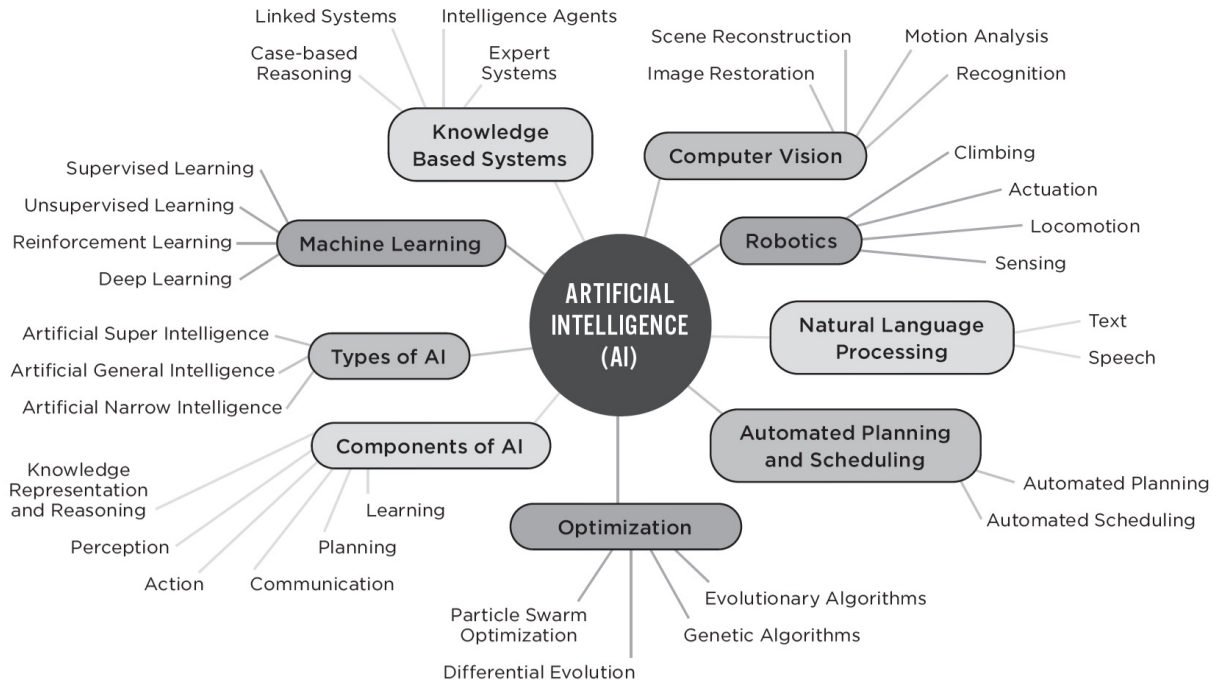 Linked Systems
Intelligence Agents
Case-based
Reasoning
Expert
Systems
Knowledge
Based Systems
Scene Reconstruction
Motion Analysis
Image Restoration
Recognition
Computer Vision
Supervised Learning
Unsupervised Learning
Reinforcement Learning
Deep Learning
Machine Learning
Climbing
Actuation
Locomotion
Sensing
Robotics
ARTIFICIAL
INTELLIGENCE
(AI)
Artificial Super Intelligence
Artificial General Intelligence
Artificial Narrow Intelligence
Types of AI
Natural Language
Processing
Text
Speech
Components of AI
Knowledge
Representation
and Reasoning
Perception
Action
Communication
Planning
Learning
Automated Planning
and Scheduling
Automated Planning
Automated Scheduling
Optimization
Particle Swarm
Optimization
Differential Evolution
Genetic Algorithms
Evolutionary Algorithms